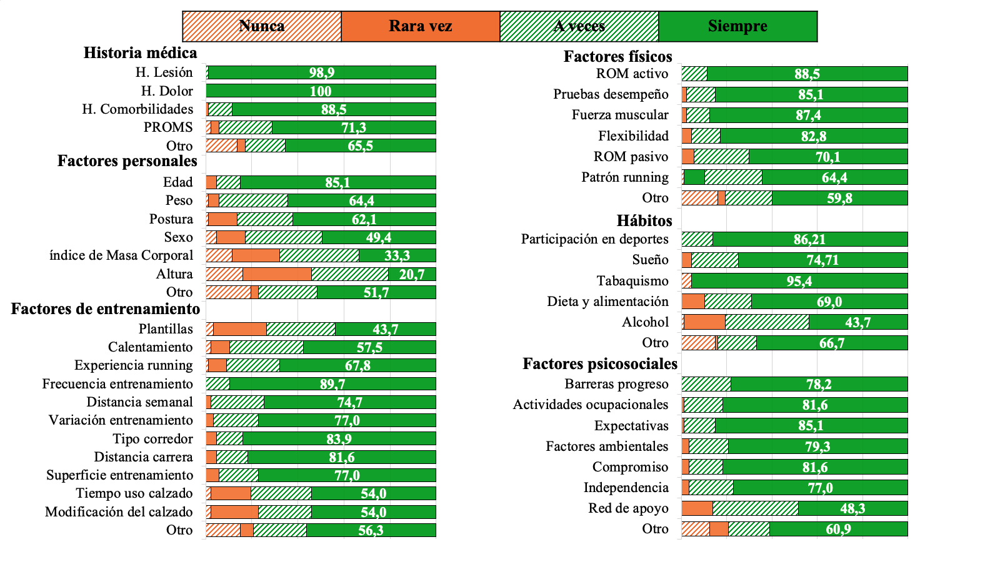 Nunca Rara vez A veces Siempre
Historia médica
H. Lesión 98,9
H. Dolor 100
H. Comorbilidades 88,5
PROMS 71,3
Otro 65,5
Factores personales
Edad 85,1
Peso 64,4
Postura 62,1
Sexo 49,4
índice de Masa Corporal 33,3
Altura 20,7
Otro 51,7
Factores de entrenamiento
Plantillas 43,7
Calentamiento 57,5
Experiencia running 67,8
Frecuencia entrenamiento 89,7
Distancia semanal 74,7
Variación entrenamiento 77,0
Tipo corredor 83,9
Distancia carrera 81,6
Superficie entrenamiento 77,0
Tiempo uso calzado 54,0
Modificación del calzado 54,0
Otro 56,3
Factores físicos
ROM activo 88,5
Pruebas desempeño 85,1
Fuerza muscular 87,4
Flexibilidad 82,8
ROM pasivo 70,1
Patrón running 64,4
Otro 59,8
Hábitos
Participación en deportes 86,21
Sueño 74,71
Tabaquismo 95,4
Dieta y alimentación 69,0
Alcohol 43,7
Otro 66,7
Factores psicosociales
Barreras progreso 78,2
Actividades ocupacionales 81,6
Expectativas 85,1
Factores ambientales 79,3
Compromiso 81,6
Independencia 77,0
Red de apoyo 48,3
Otro 60,9